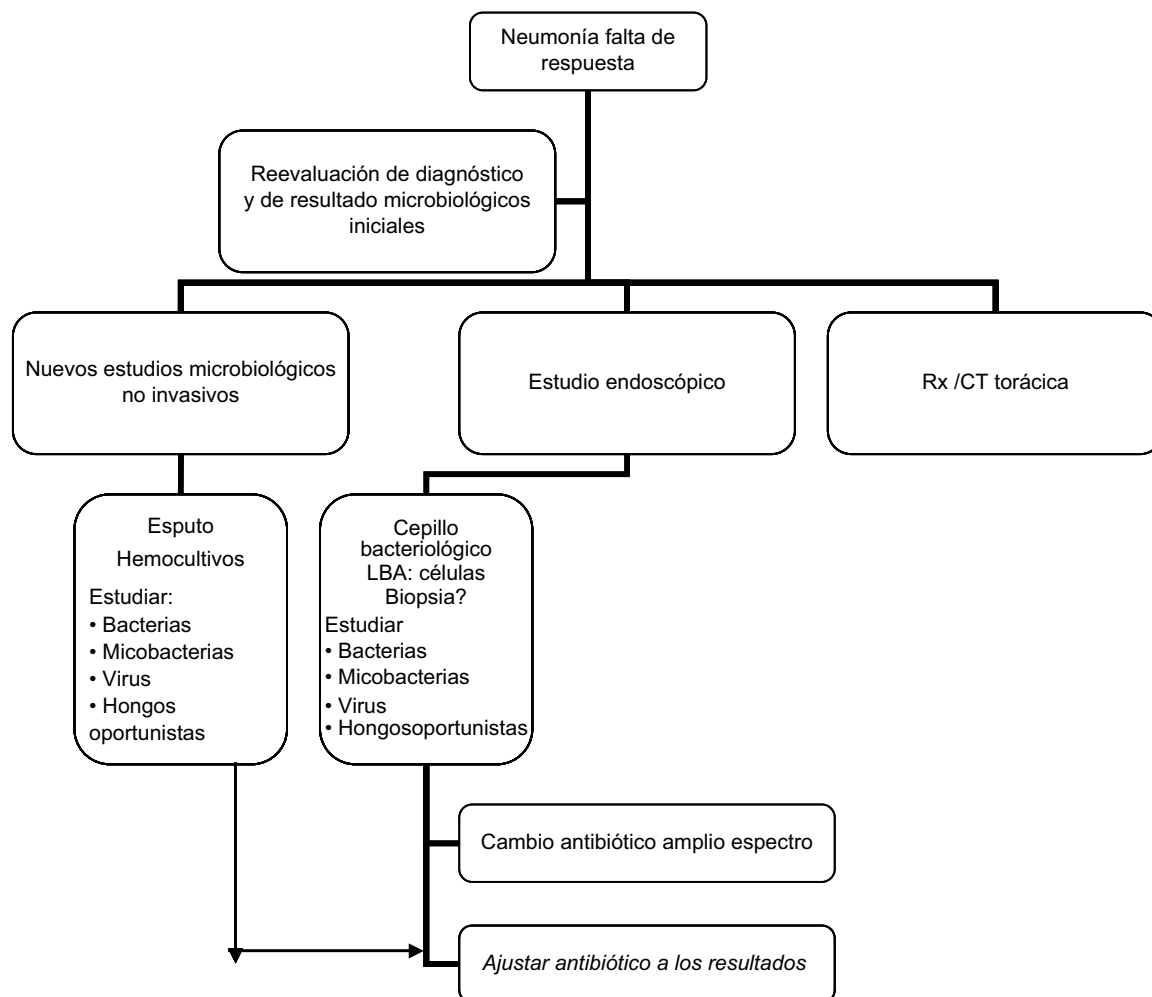 Neumonía falta de
respuesta
Reevaluación de diagnóstico
y de resultado microbiológicos
iniciales
Nuevos estudios microbiológicos
no invasivos
Estudio endoscópico
Rx /CT torácica
Esputo
Hemocultivos
Estudiar:
• Bacterias
• Micobacterias
• Virus
• Hongos
oportunistas
Cepillo
bacteriológico
LBA: células
Biopsia?
Estudiar
• Bacterias
• Micobacterias
• Virus
• Hongosoportunistas
Cambio antibiótico amplio espectro
Ajustar antibiótico a los resultados